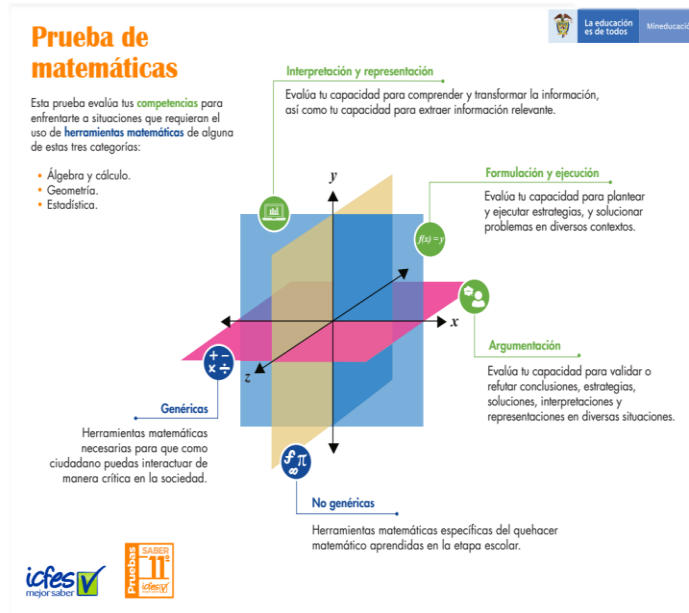 Prueba de
matemáticas
La educación
es de todos
Mineducació
Esta prueba evalúa tus competencias para
enfrentarte a situaciones que requieran el
uso de herramientas matemáticas de alguna
de estas tres categorías:
• Álgebra y cálculo.
• Geometría.
• Estadística.
Interpretación y representación
Evalúa tu capacidad para comprender y transformar la información,
así como tu capacidad para extraer información relevante.
Formulación y ejecución
Evalúa tu capacidad para plantear
y ejecutar estrategias, y solucionar
problemas en diversos contextos.
y
f(x) = y
x
z
Argumentación
Evalúa tu capacidad para validar o
refutar conclusiones, estrategias,
soluciones, interpretaciones y
representaciones en diversas situaciones.
+ −
× ÷
Genéricas
Herramientas matemáticas
necesarias para que como
ciudadano puedas interactuar de
manera crítica en la sociedad.
∮ π
∞
No genéricas
Herramientas matemáticas específicas del quehacer
matemático aprendidas en la etapa escolar.
icfes
mejor saber
Pruebas
SABER
11°
icfes